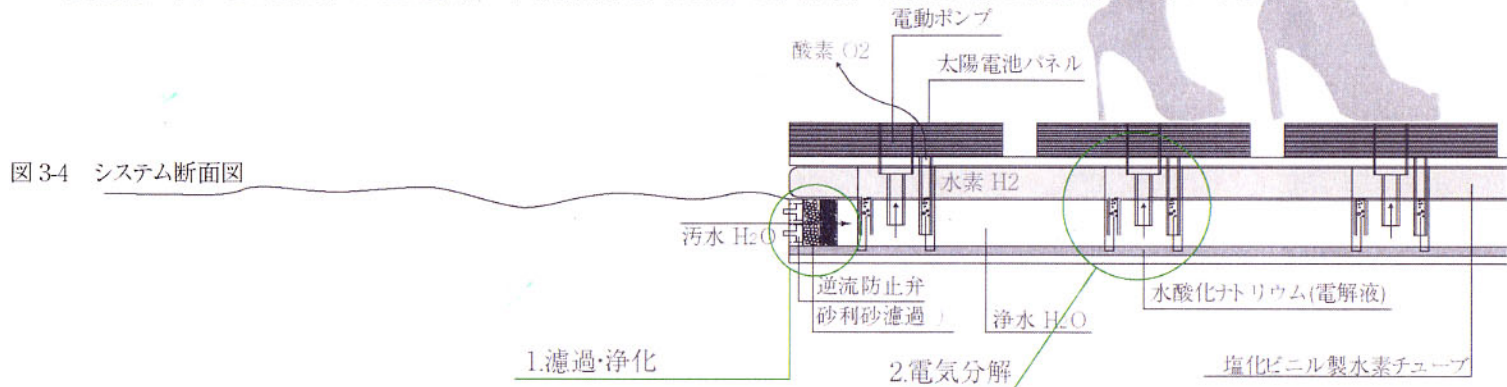 電動ポンプ
酸素 O2
太陽電池パネル
図 3-4 システム断面図
水素 H2
汚水 H2O
逆流防止弁
水酸化ナトリウム(電解液)
砂利砂濾過
浄水 H2O
1.濾過・浄化
2.電気分解
塩化ビニル製水素チューブ